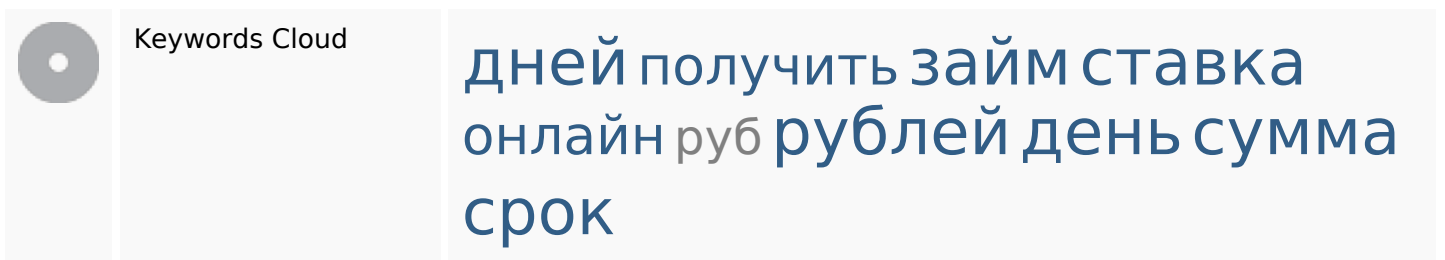 Keywords Cloud
дней получить займ ставка
онлайн руб рублей день сумма
срок